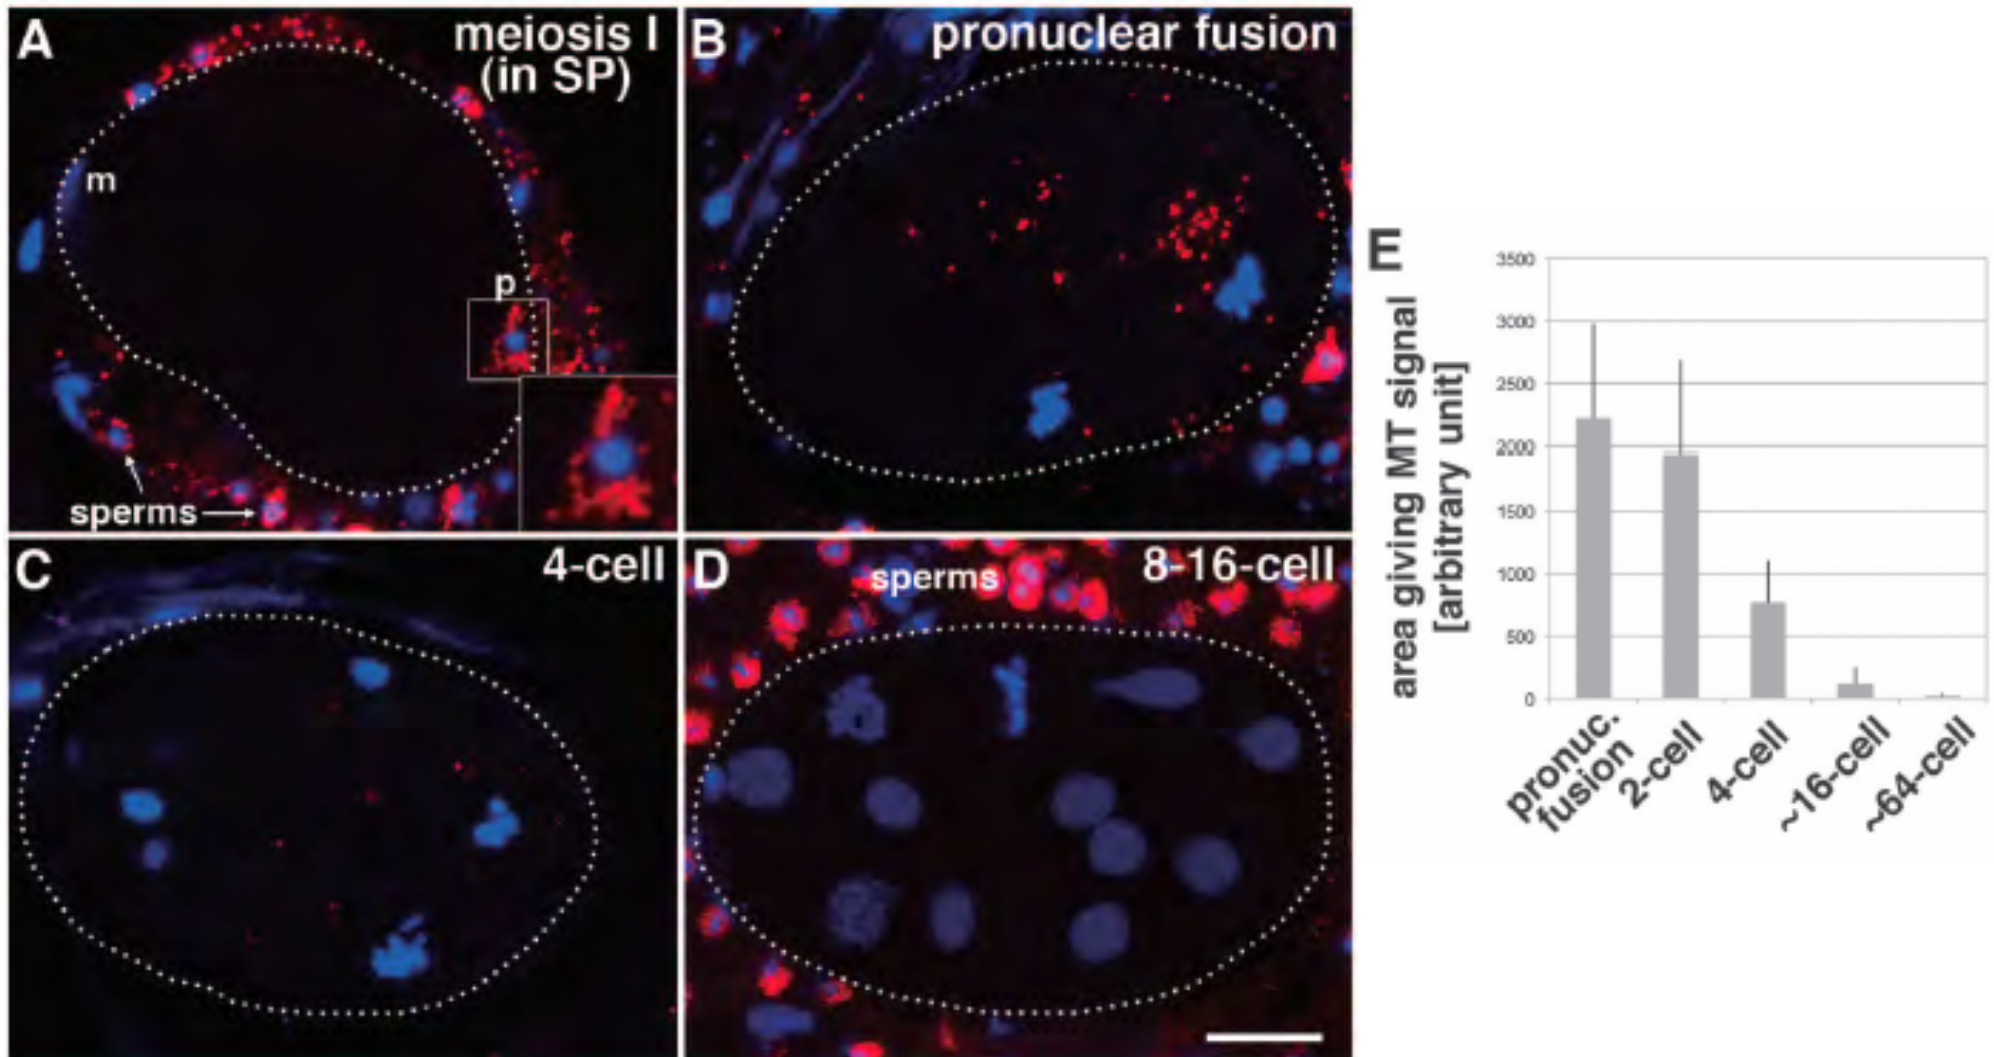 A
meiosis I
(in SP)
m
p
sperms
B
pronuclear fusion
C
4-cell
D
sperms
8-16-cell
E
area giving MT signal
[arbitrary unit]
3500
3000
2500
2000
1500
1000
500
0
pronuc.
fusion
2-cell
4-cell
~16-cell
~64-cell